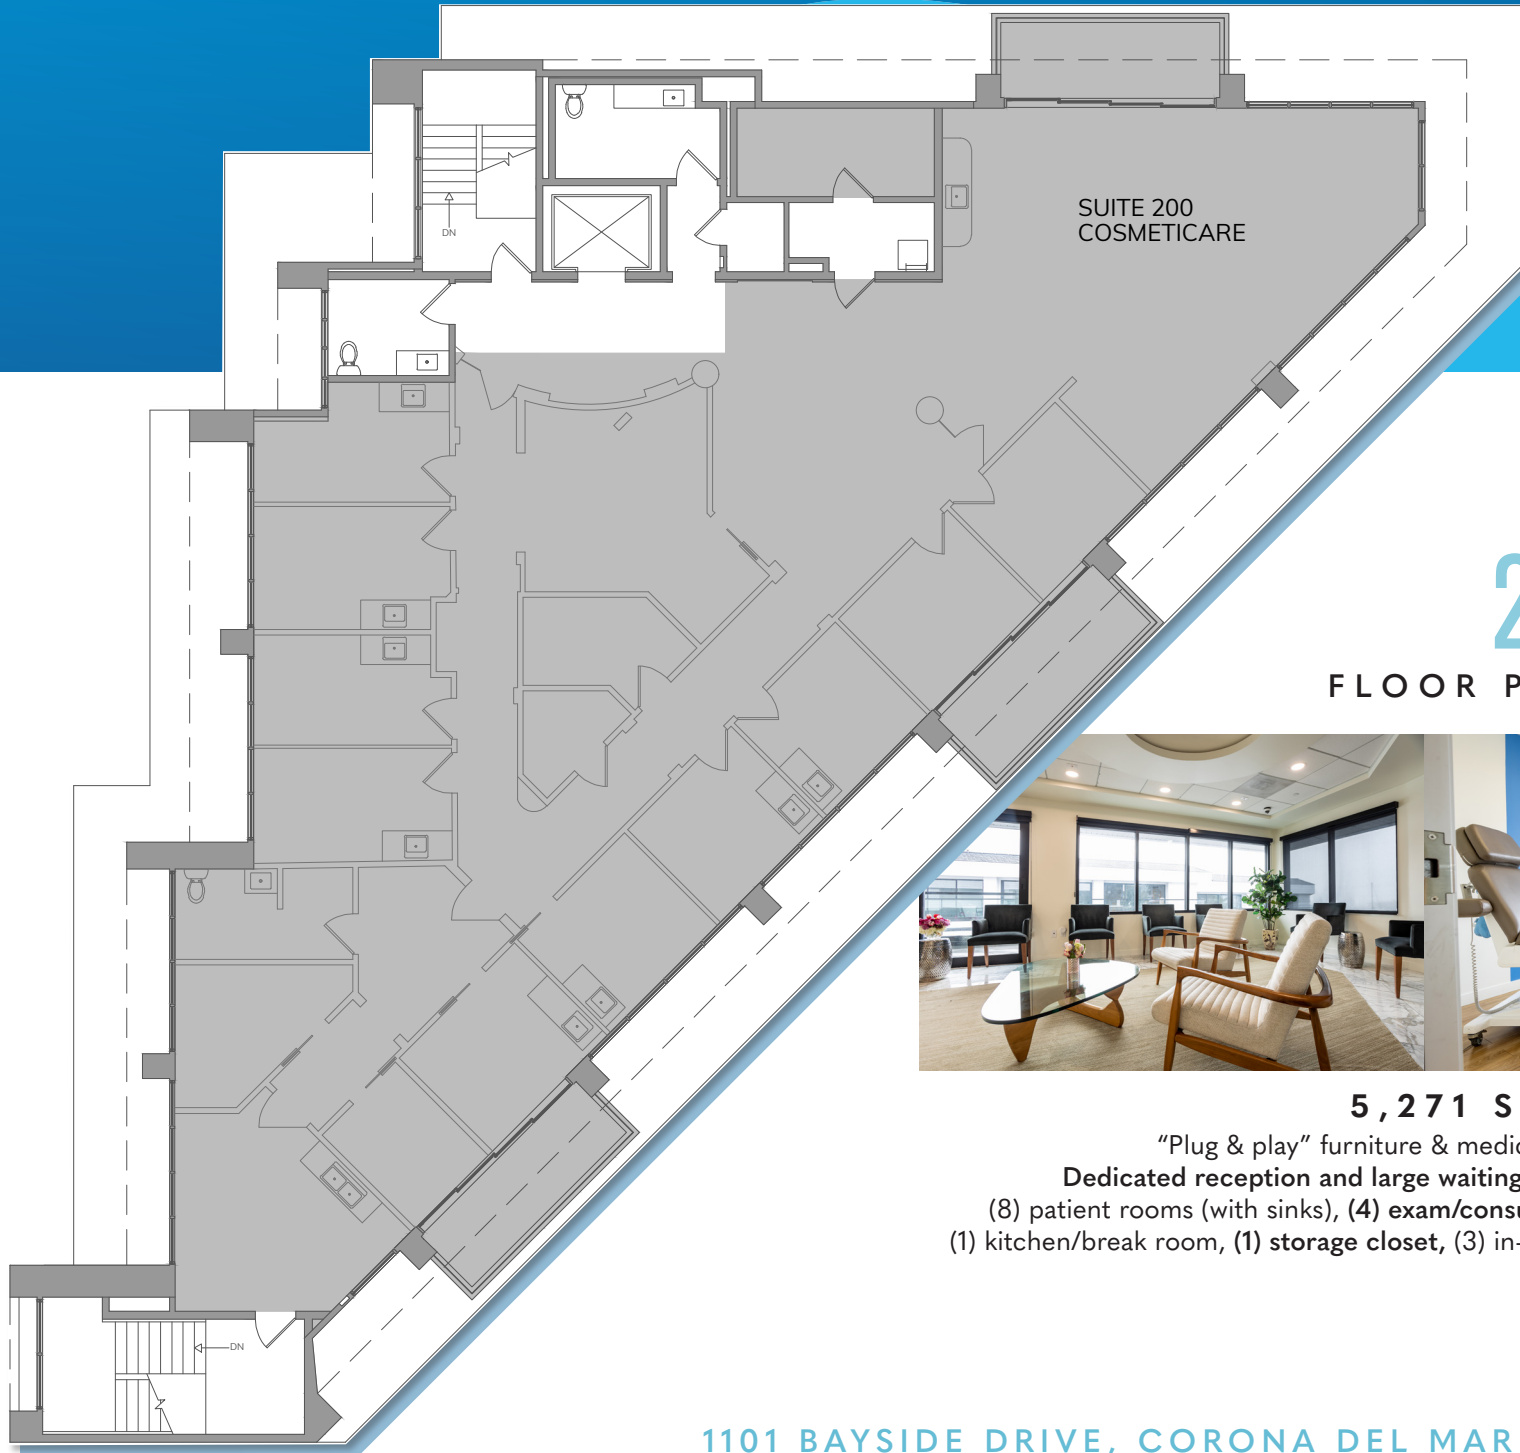 SUITE 200
COSMETICARE
DN
2
FLOOR P
5,271 S
“Plug & play” furniture & medic
Dedicated reception and large waiting
(8) patient rooms (with sinks), (4) exam/consu
(1) kitchen/break room, (1) storage closet, (3) in-
DN
1101 BAYSIDE DRIVE, CORONA DEL MAR